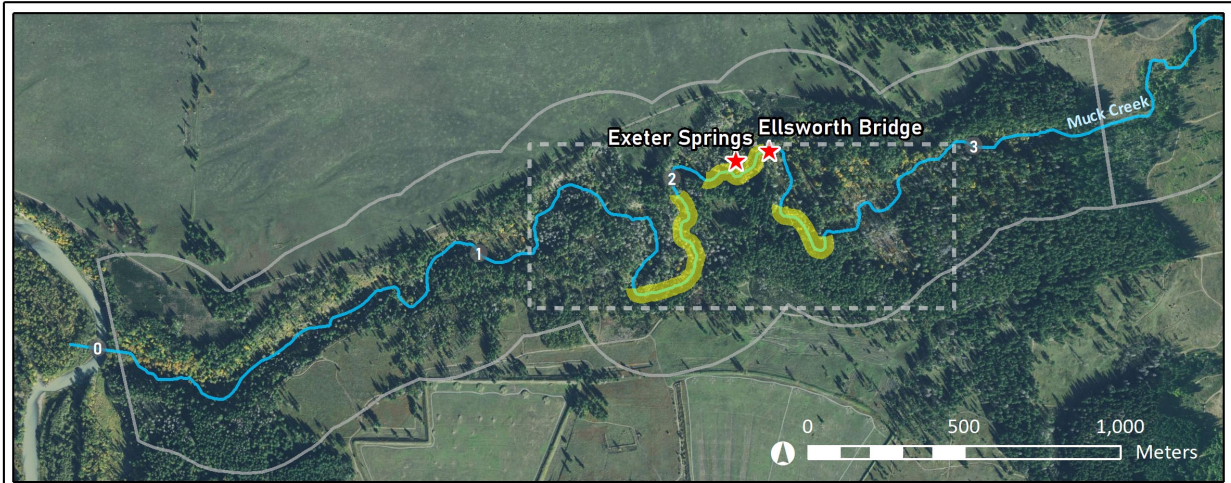 Ellsworth Bridge
Exeter Springs
Muck Creek
3
2
1
0
0 500 1,000
Meters